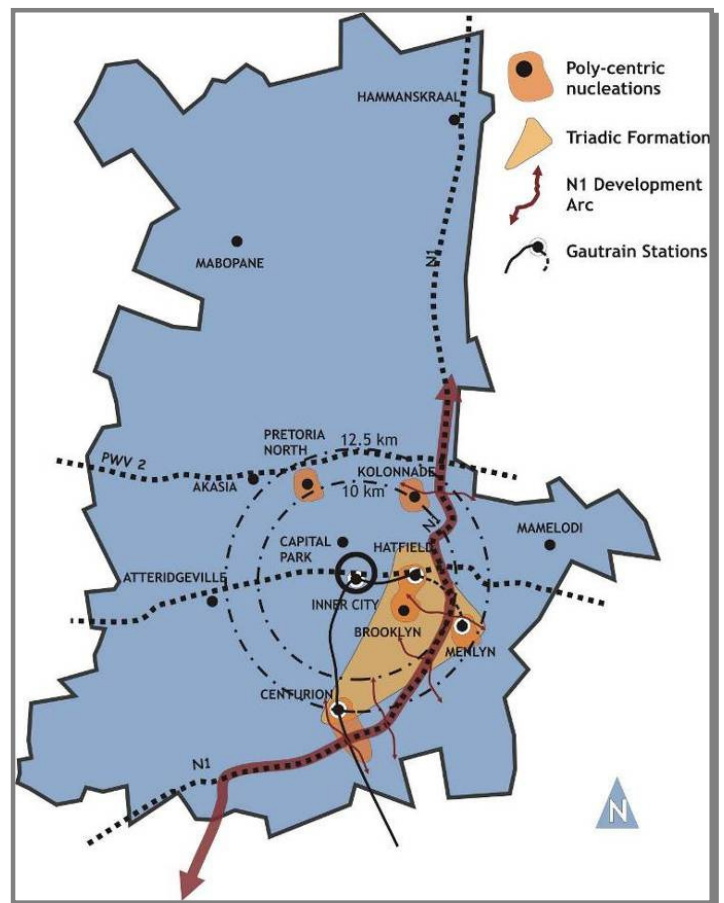 Poly-centric
nucleations
HAMMANSKRAAL
Triadic Formation
N1 Development
Arc
Gautrain Stations
MABOPANE
N1
PRETORIA
NORTH
12.5 km
PWV 2
KOLONNADE
AKASIA
10 km
N1
CAPITAL
PARK
HATFIELD
MAMELODI
ATTERIDGEVILLE
INNER CITY
BROOKLYN
MENLYN
CENTURION
N1
N